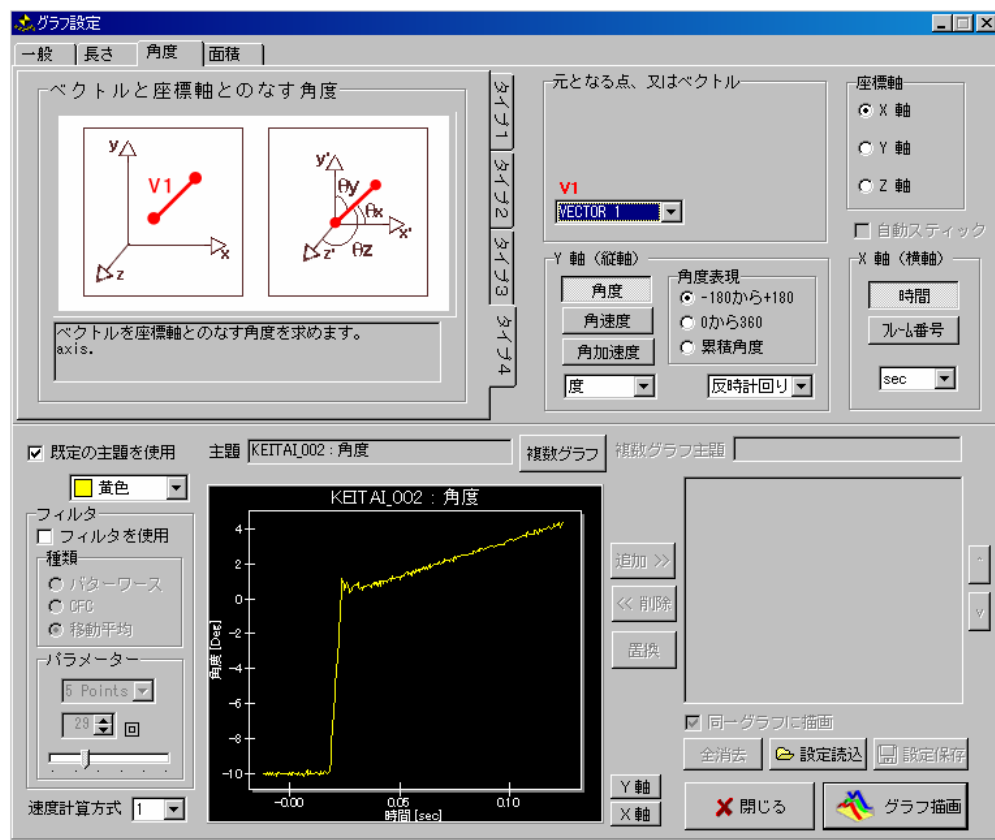 グラフ設定
一般 長さ 角度 面積
ベクトルと座標軸とのなす角度
y
V1
x
z
y'
θy
θx
x'
z'
θz
ベクトルを座標軸とのなす角度を求めます。
axis.
タイプ1
タイプ2
タイプ3
タイプ4
元となる点、又はベクトル
V1
VECTOR 1
座標軸
X 軸
Y 軸
Z 軸
自動スティック
Y 軸（縦軸）
角度
角速度
角加速度
度
角度表現
-180から+180
0から360
累積角度
反時計回り
X 軸（横軸）
時間
フレーム番号
sec
既定の主題を使用
主題 KEITAI_002 : 角度
複数グラフ
複数グラフ主題
黄色
フィルタ
フィルタを使用
種類
バターワース
CFC
移動平均
パラメーター
5 Points
29 回
速度計算方式 1
KEITAI_002 : 角度
角度 [Deg]
4
2
0
-2
-4
-6
-8
-10
-0.00 0.05 0.10
時間 [sec]
追加 >>
<< 削除
置換
Y 軸
X 軸
^
v
同一グラフに描画
全消去 設定読込 設定保存
閉じる グラフ描画